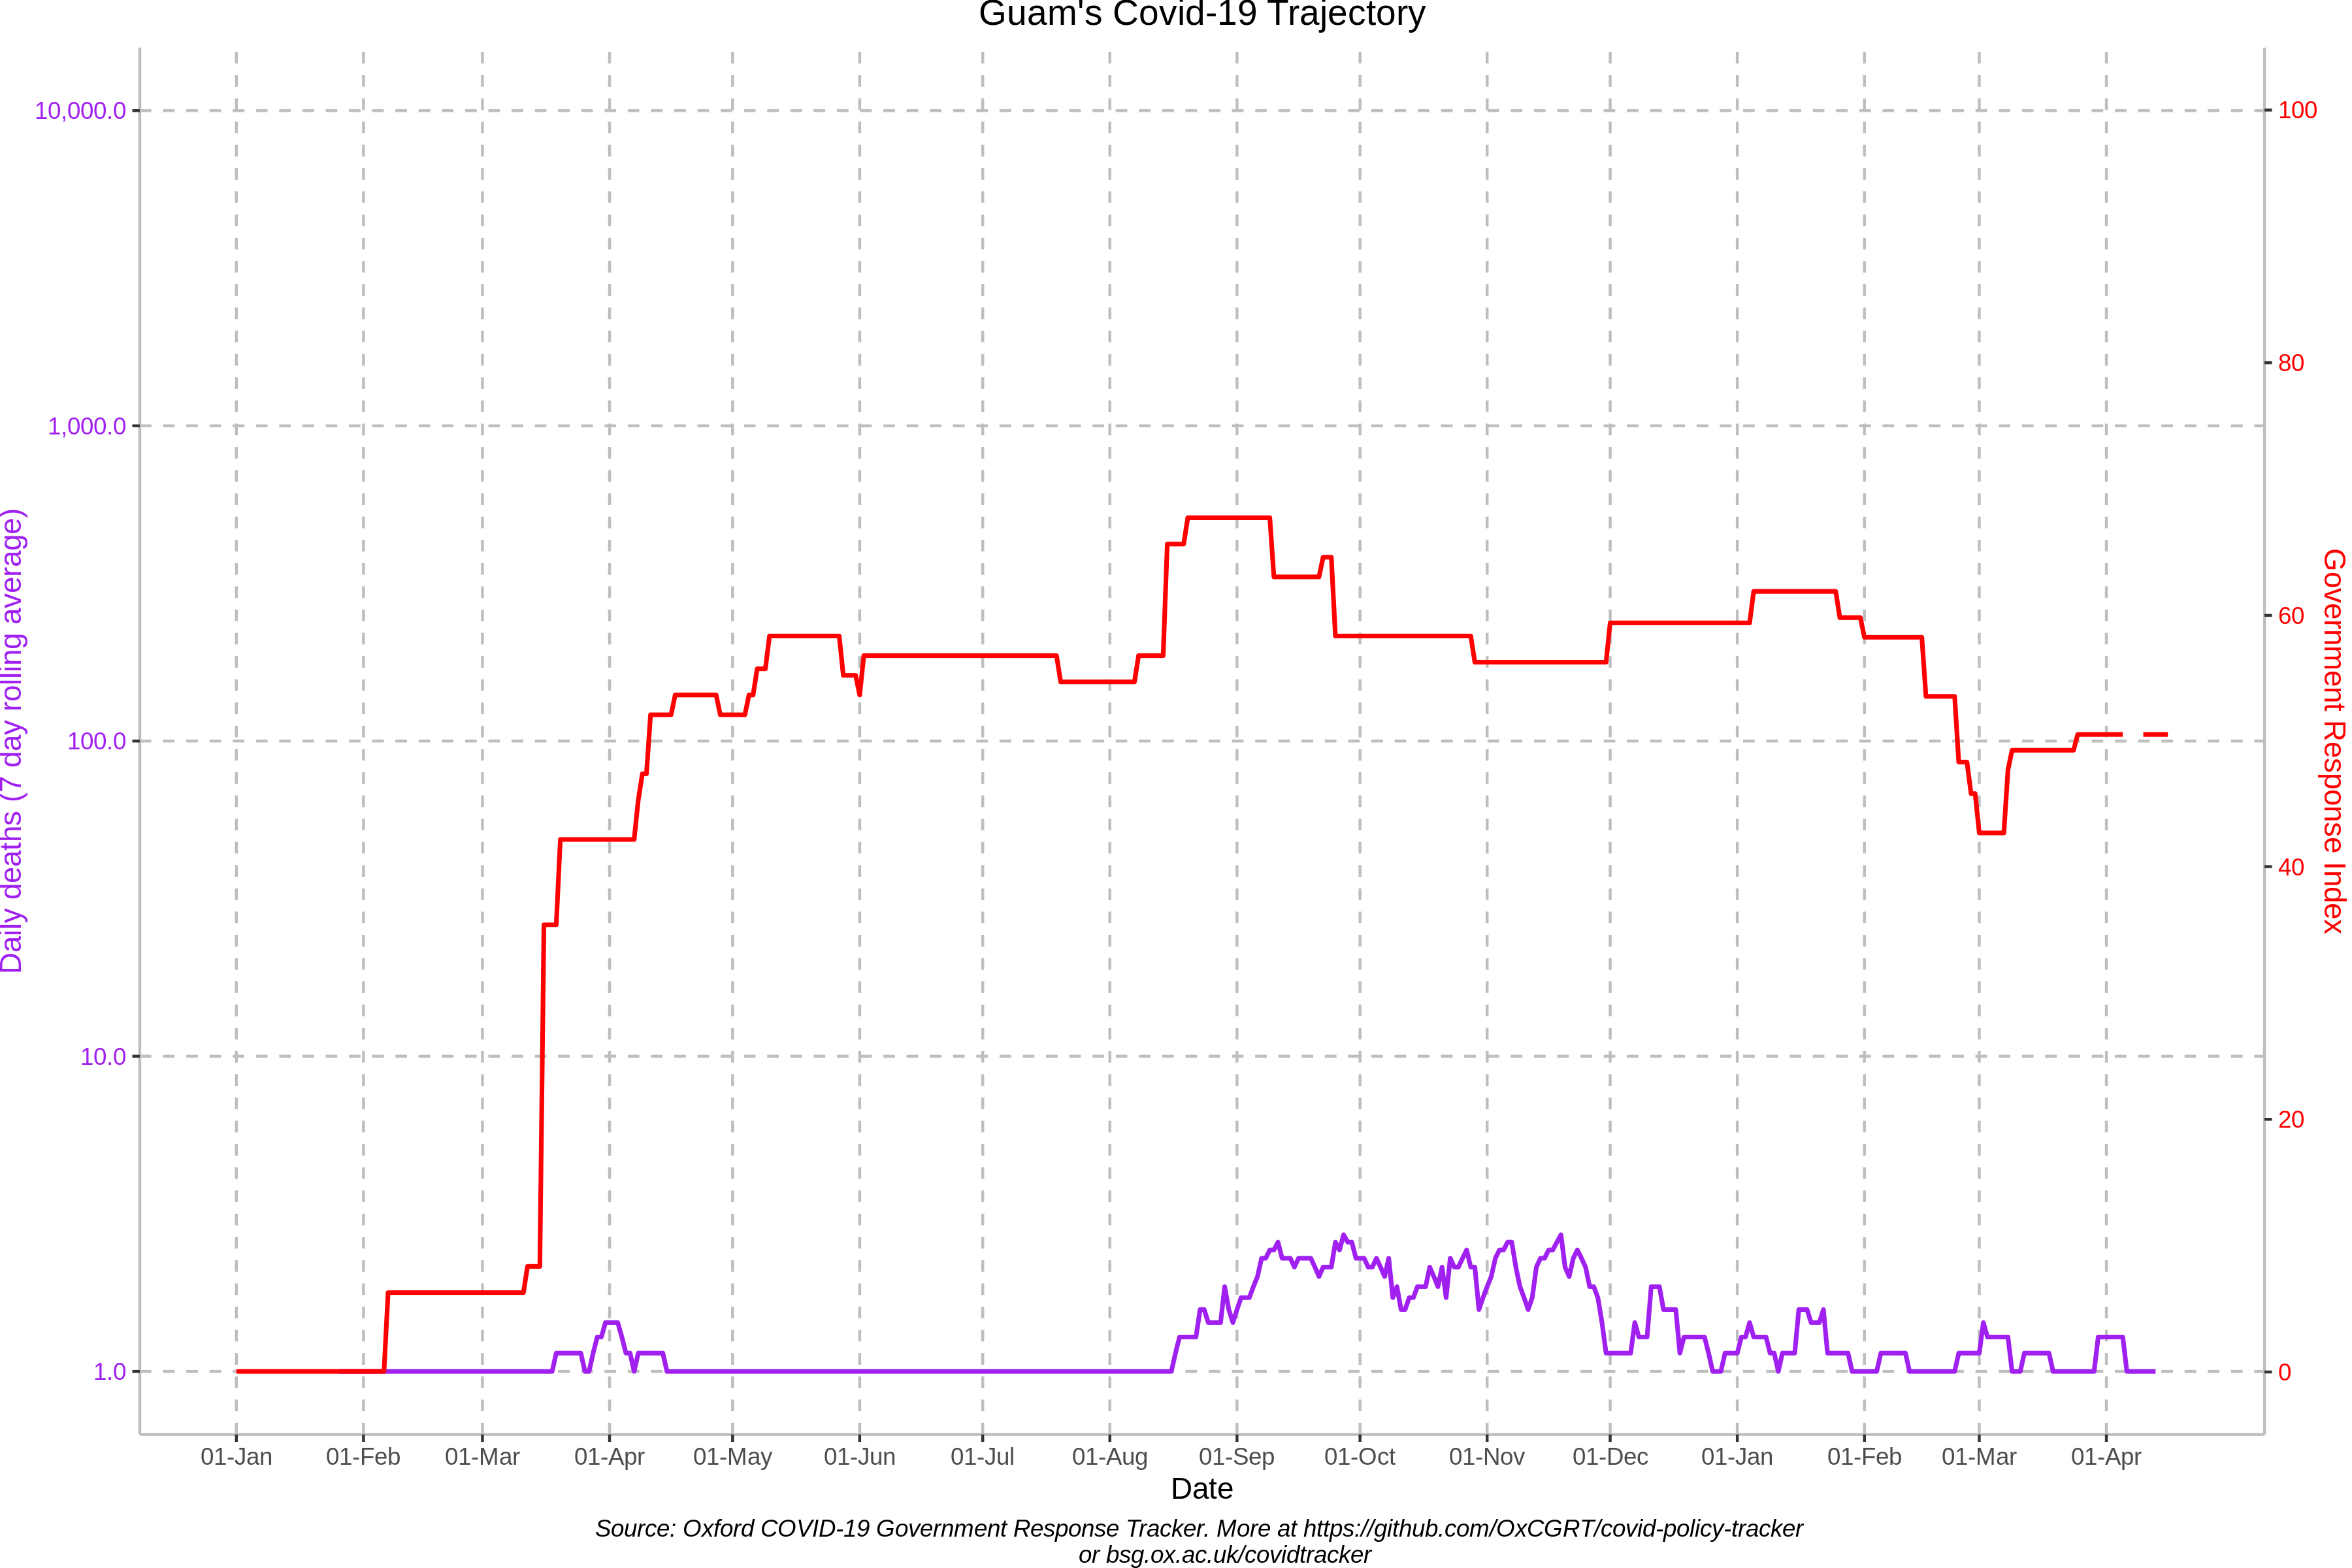 Guam's Covid-19 Trajectory
10,000.0
1,000.0
100.0
10.0
1.0
Daily deaths (7 day rolling average)
100
80
60
40
20
0
Government Response Index
01-Jan 01-Feb 01-Mar 01-Apr 01-May 01-Jun 01-Jul 01-Aug 01-Sep 01-Oct 01-Nov 01-Dec 01-Jan 01-Feb 01-Mar 01-Apr
Date
Source: Oxford COVID-19 Government Response Tracker. More at https://github.com/OxCGRT/covid-policy-tracker
or bsg.ox.ac.uk/covidtracker